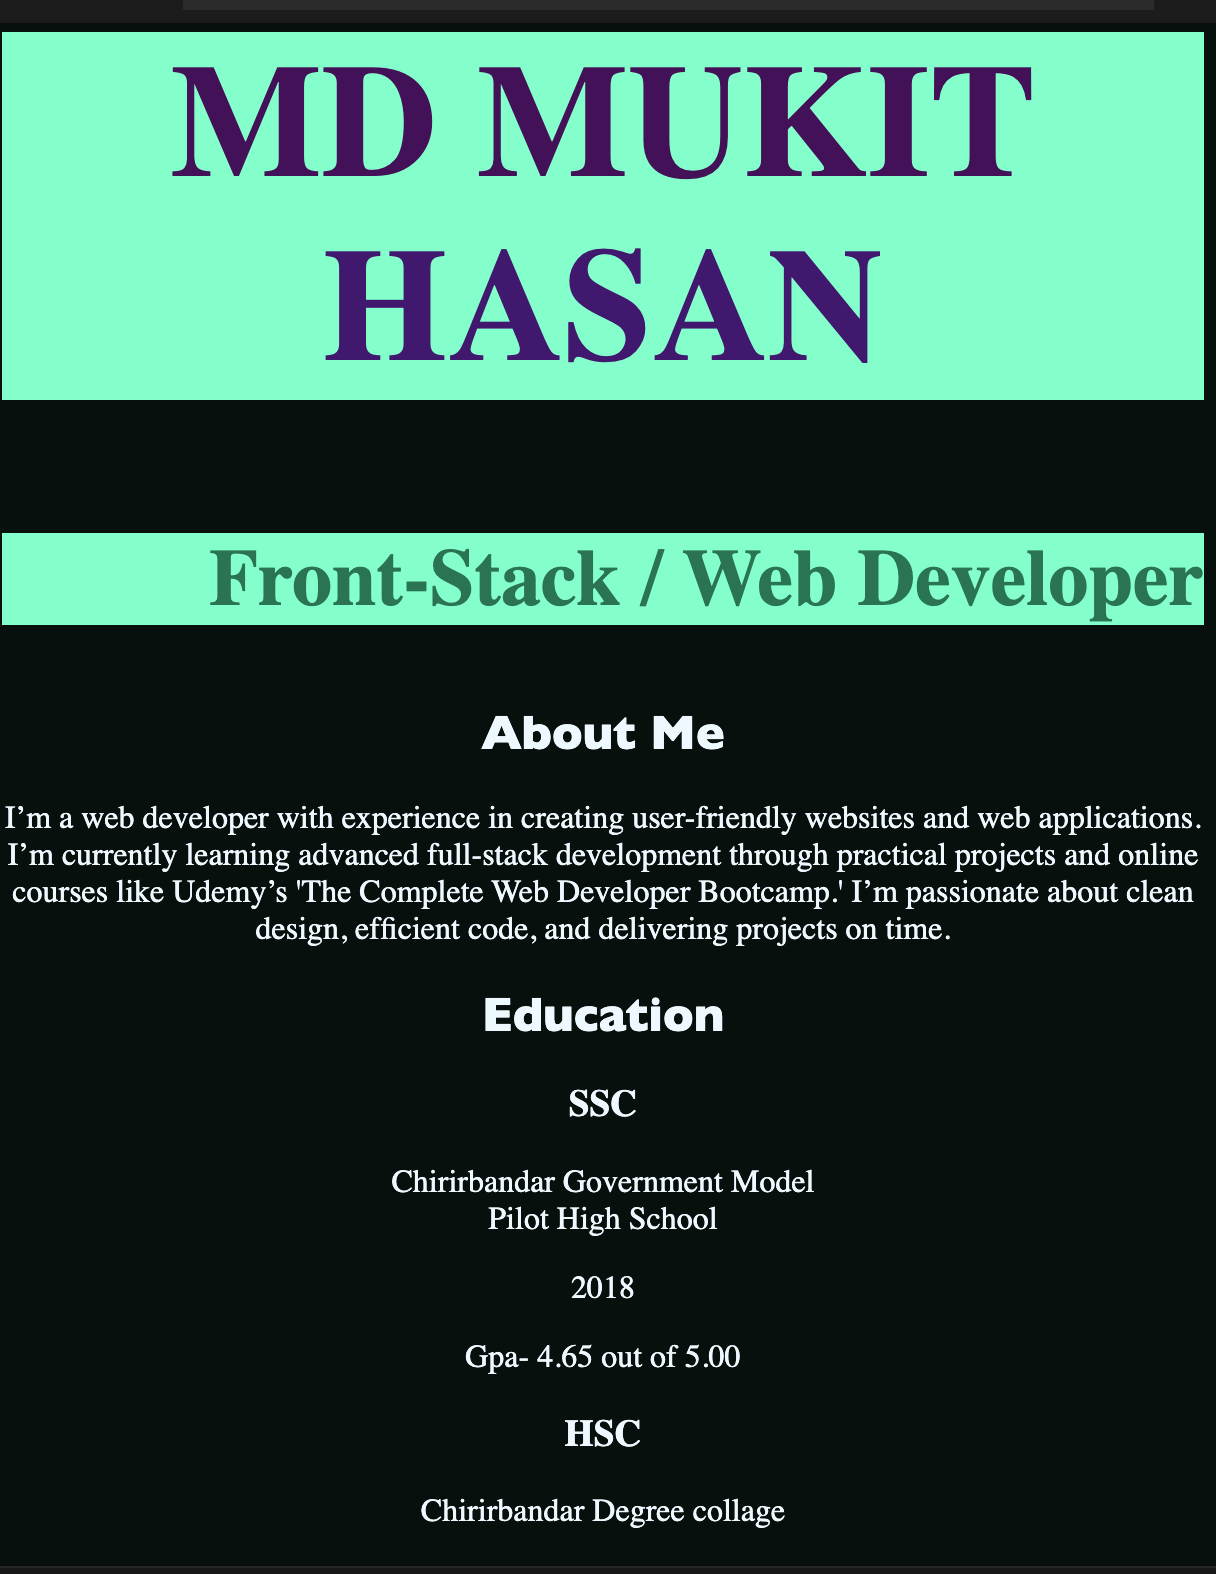 MD MUKIT
HASAN
Front-Stack / Web Developer
About Me
I’m a web developer with experience in creating user-friendly websites and web applications.
I’m currently learning advanced full-stack development through practical projects and online
courses like Udemy’s 'The Complete Web Developer Bootcamp.' I’m passionate about clean
design, efficient code, and delivering projects on time.
Education
SSC
Chirirbandar Government Model
Pilot High School
2018
Gpa- 4.65 out of 5.00
HSC
Chirirbandar Degree collage